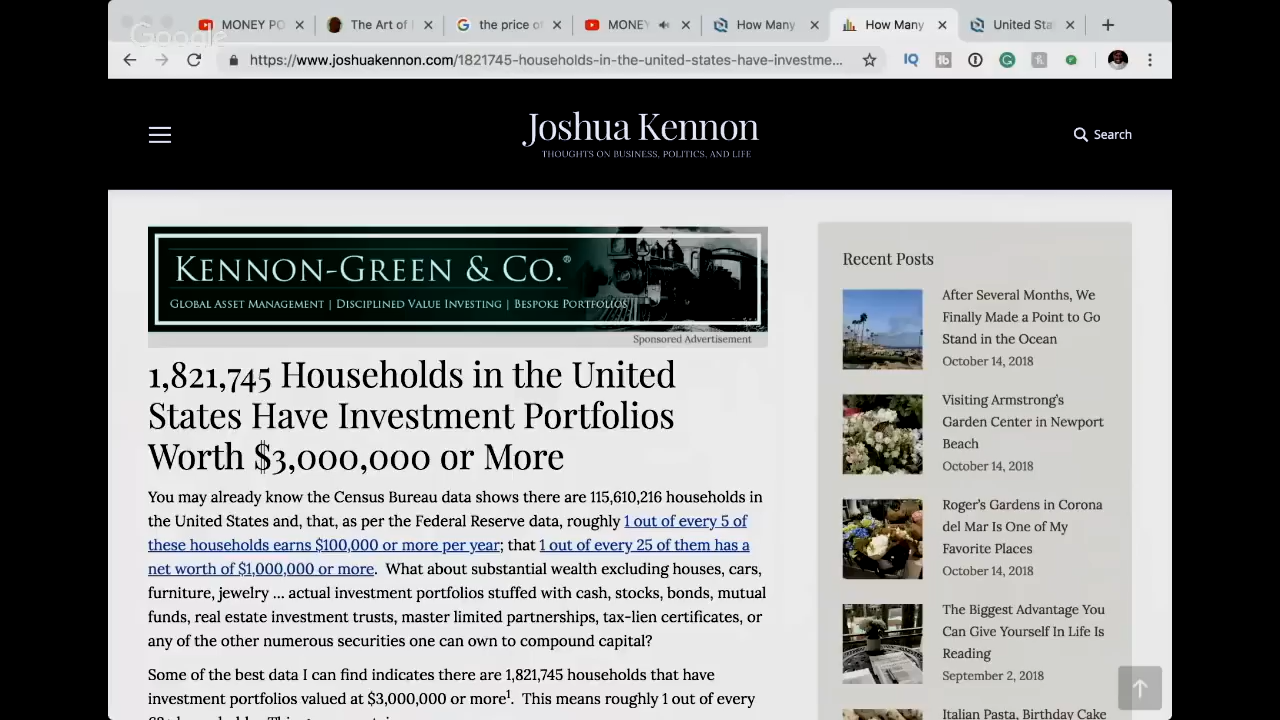 Google
MONEY PO
The Art of
the price o
MONEY
How Many
How Many
United Sta
https://www.joshuakennon.com/1821745-households-in-the-united-states-have-investme...
Joshua Kennon
THOUGHTS ON BUSINESS, POLITICS, AND LIFE
Search
KENNON-GREEN & CO.®
GLOBAL ASSET MANAGEMENT | DISCIPLINED VALUE INVESTING | BESPOKE PORTFOLIOS
Sponsored Advertisement
1,821,745 Households in the United
States Have Investment Portfolios
Worth $3,000,000 or More
You may already know the Census Bureau data shows there are 115,610,216 households in
the United States and, that, as per the Federal Reserve data, roughly 1 out of every 5 of
these households earns $100,000 or more per year; that 1 out of every 25 of them has a
net worth of $1,000,000 or more. What about substantial wealth excluding houses, cars,
furniture, jewelry ... actual investment portfolios stuffed with cash, stocks, bonds, mutual
funds, real estate investment trusts, master limited partnerships, tax-lien certificates, or
any of the other numerous securities one can own to compound capital?
Some of the best data I can find indicates there are 1,821,745 households that have
investment portfolios valued at $3,000,000 or more¹. This means roughly 1 out of every
Recent Posts
After Several Months, We
Finally Made a Point to Go
Stand in the Ocean
October 14, 2018
Visiting Armstrong's
Garden Center in Newport
Beach
October 14, 2018
Roger's Gardens in Corona
del Mar Is One of My
Favorite Places
October 14, 2018
The Biggest Advantage You
Can Give Yourself In Life Is
Reading
September 2, 2018
Italian Pasta, Birthday Cake